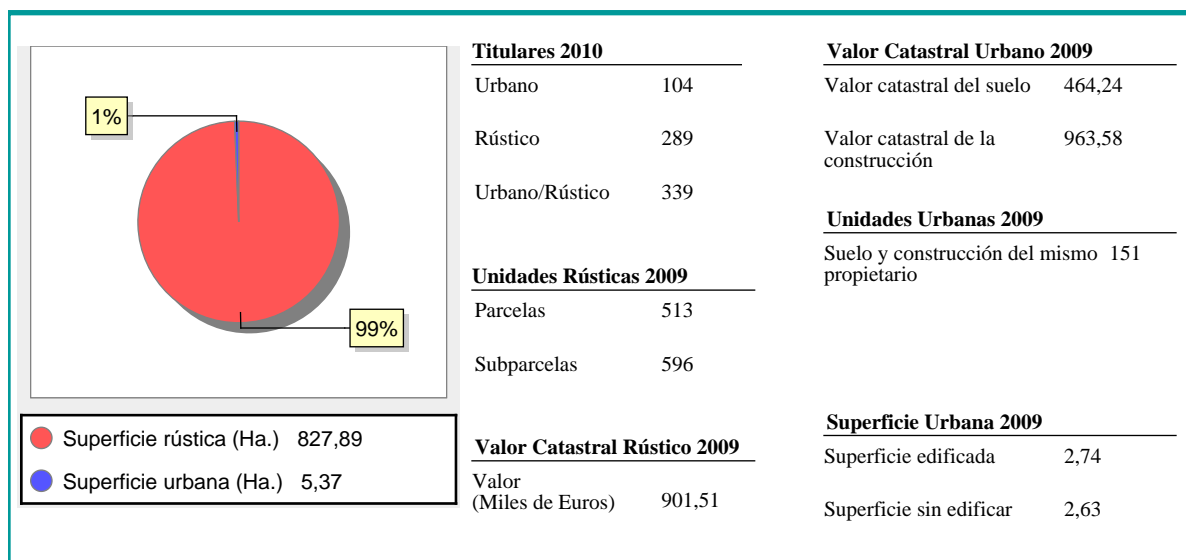 1%
99%
Superficie rústica (Ha.) 827,89
Superficie urbana (Ha.) 5,37
Titulares 2010
Urbano 104
Rústico 289
Urbano/Rústico 339
Unidades Rústicas 2009
Parcelas 513
Subparcelas 596
Valor Catastral Rústico 2009
Valor
(Miles de Euros) 901,51
Valor Catastral Urbano 2009
Valor catastral del suelo 464,24
Valor catastral de la 963,58
construcción
Unidades Urbanas 2009
Suelo y construcción del mismo 151
propietario
Superficie Urbana 2009
Superficie edificada 2,74
Superficie sin edificar 2,63